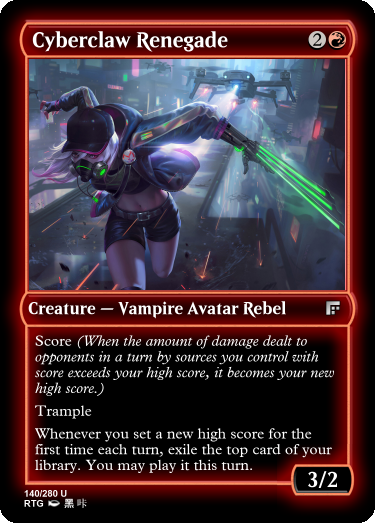 Cyberclaw Renegade 2
Creature — Vampire Avatar Rebel
Score (When the amount of damage dealt to
opponents in a turn by sources you control with
score exceeds your high score, it becomes your new
high score.)
Trample
Whenever you set a new high score for the
first time each turn, exile the top card of your
library. You may play it this turn.
3/2
140/280 U
RTG 黑 咔